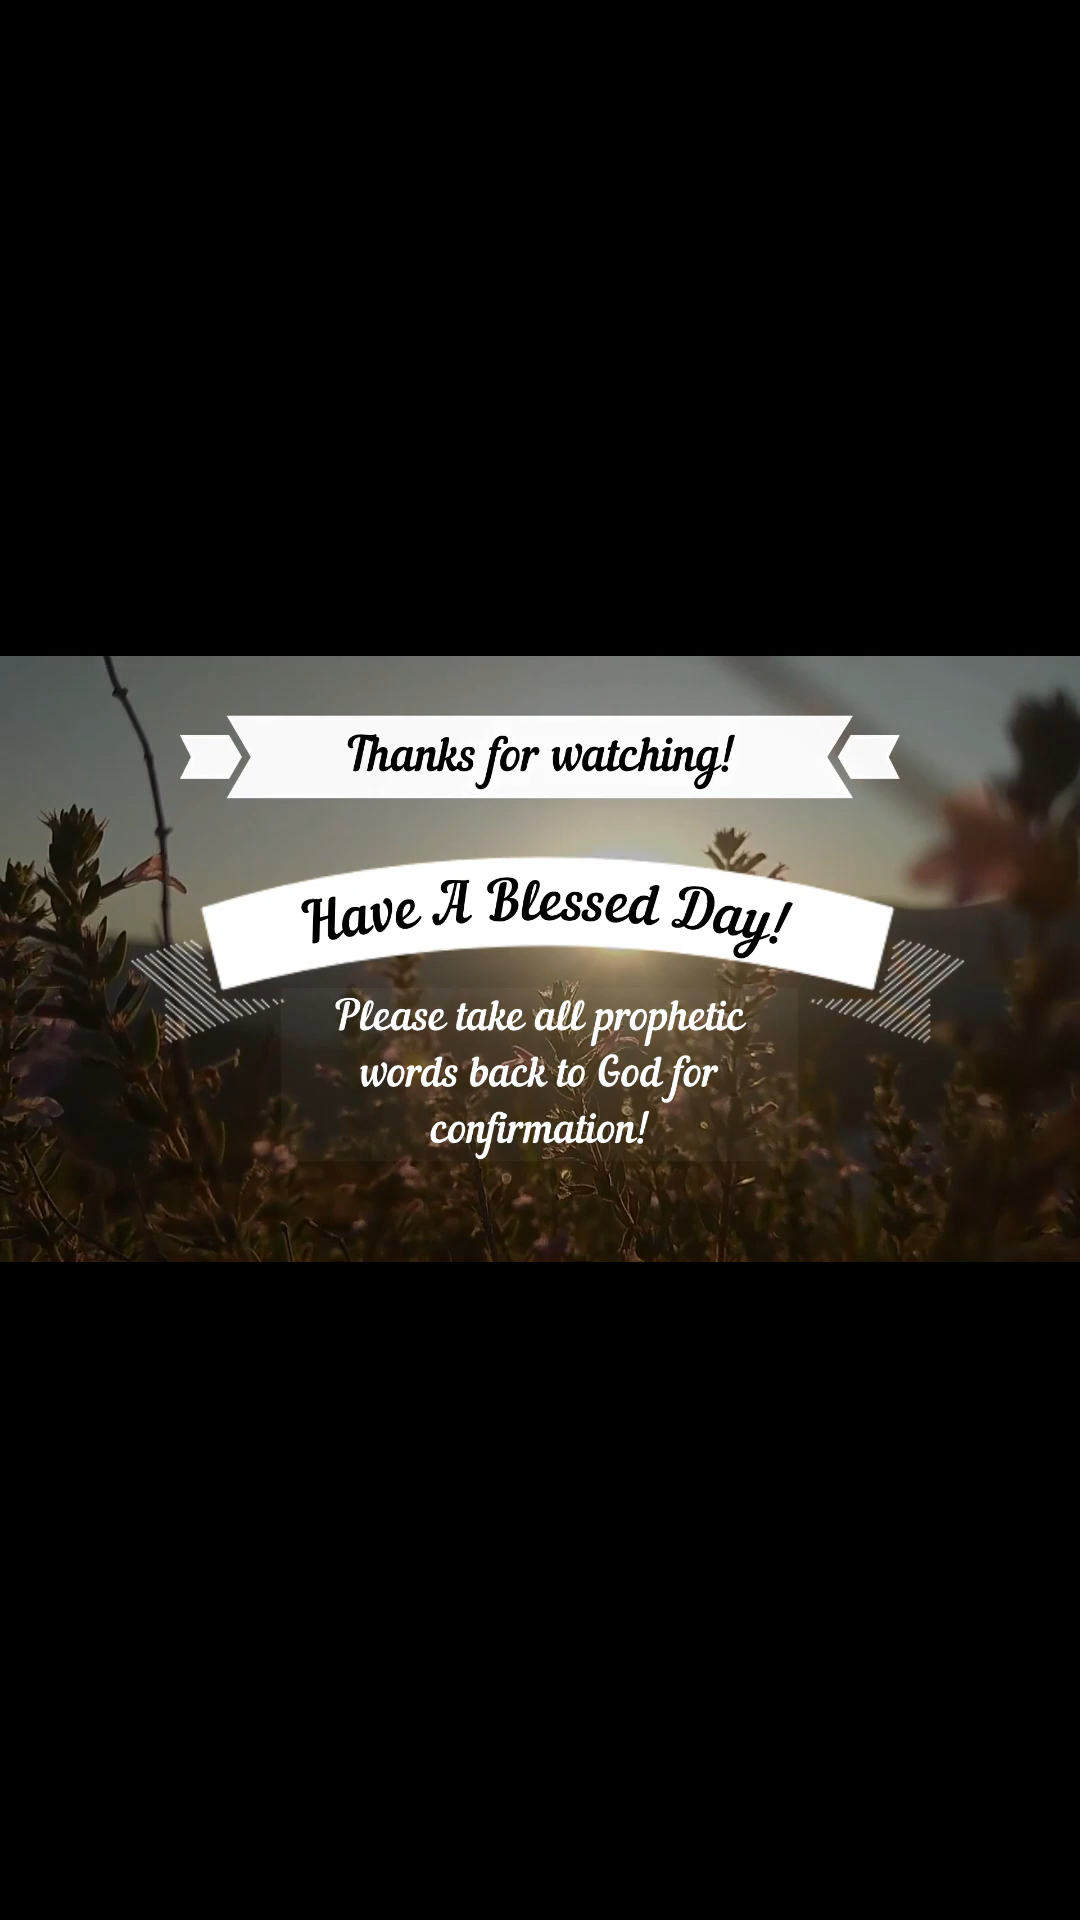 Thanks for watching!
Have A Blessed Day!
Please take all prophetic
words back to God for
confirmation!